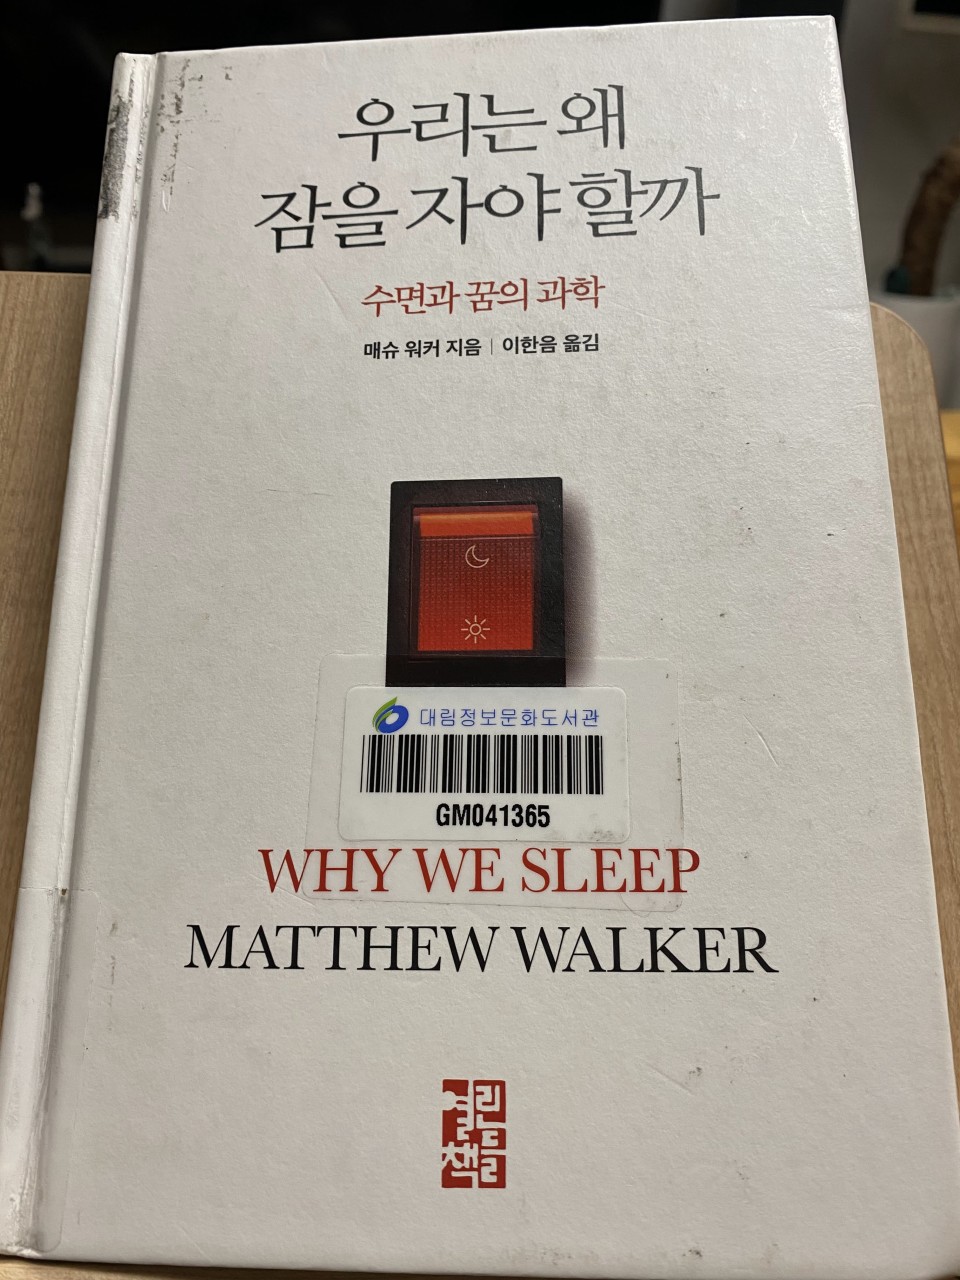 우리는 왜
잠을 자야 할까
수면과 꿈의 과학
매슈 워커 지음 | 이한음 옮김
대림정보문화도서관
GM041365
WHY WE SLEEP
MATTHEW WALKER
열린책들